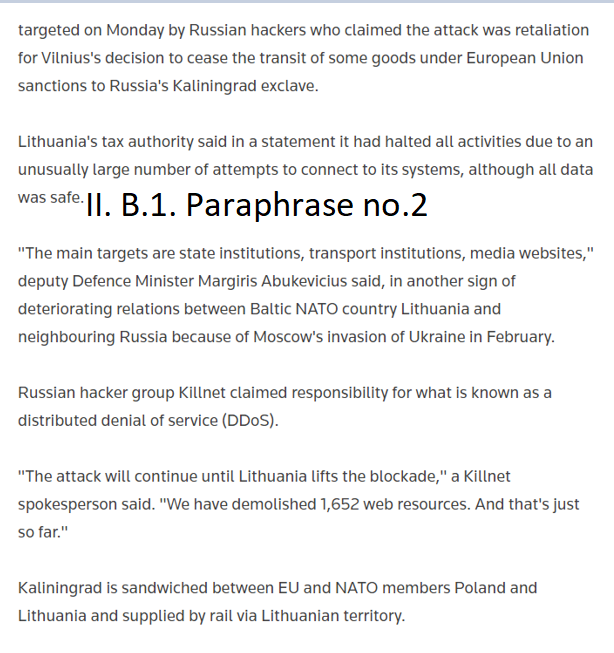 targeted on Monday by Russian hackers who claimed the attack was retaliation
for Vilnius's decision to cease the transit of some goods under European Union
sanctions to Russia's Kaliningrad exclave.
Lithuania's tax authority said in a statement it had halted all activities due to an
unusually large number of attempts to connect to its systems, although all data
was safe. II. B.1. Paraphrase no.2
"The main targets are state institutions, transport institutions, media websites,"
deputy Defence Minister Margiris Abukevicius said, in another sign of
deteriorating relations between Baltic NATO country Lithuania and
neighbouring Russia because of Moscow's invasion of Ukraine in February.
Russian hacker group Killnet claimed responsibility for what is known as a
distributed denial of service (DDoS).
"The attack will continue until Lithuania lifts the blockade," a Killnet
spokesperson said. "We have demolished 1,652 web resources. And that's just
so far."
Kaliningrad is sandwiched between EU and NATO members Poland and
Lithuania and supplied by rail via Lithuanian territory.